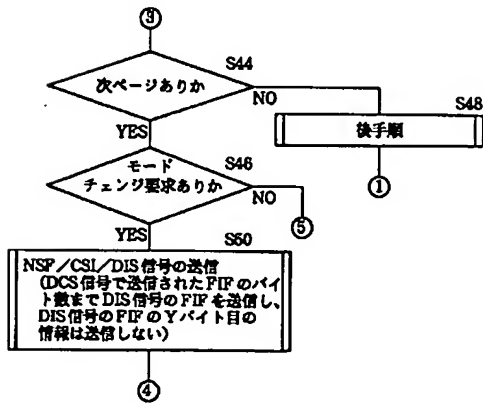 ③
次ページありか
S44
NO
YES
S48
後手順
①
モード
チェンジ要求ありか
S46
NO
YES
⑤
S50
NSF/CSI/DIS信号の送信
(DCS信号で送信されたFIFのバイ
ト数までDIS信号のFIFを送信し、
DIS信号のFIFのYバイト目の
情報は送信しない)
④